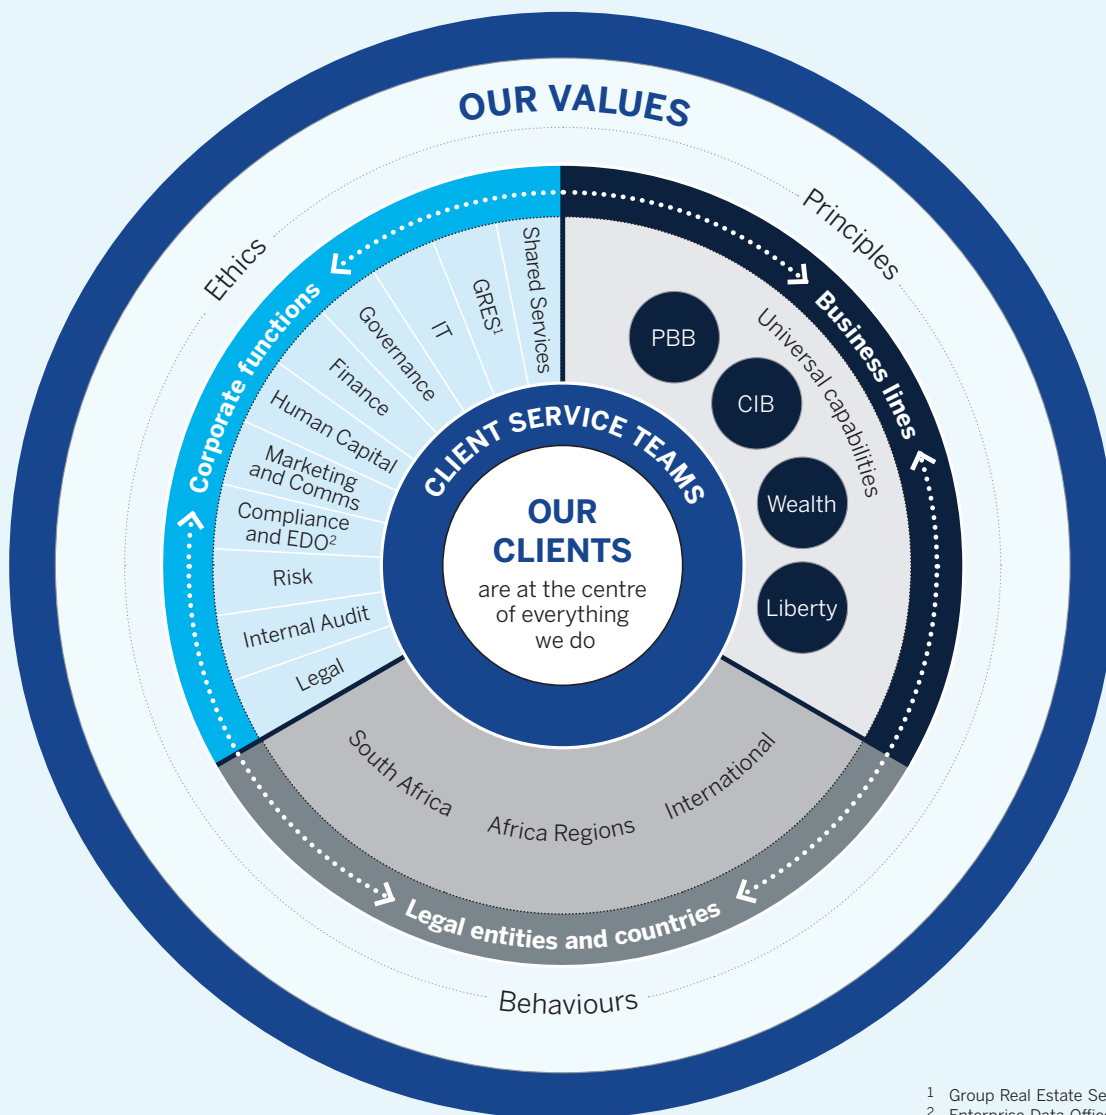 OUR VALUES
Ethics
Principles
Behaviours
Corporate functions
Shared Services
GRES¹
IT
Governance
Finance
Human Capital
Marketing
and Comms
Compliance
and EDO²
Risk
Internal Audit
Legal
Business lines
Universal capabilities
PBB
CIB
Wealth
Liberty
Legal entities and countries
South Africa
Africa Regions
International
CLIENT SERVICE TEAMS
OUR
CLIENTS
are at the centre
of everything
we do
1 Group Real Estate
2 Enterprise Data